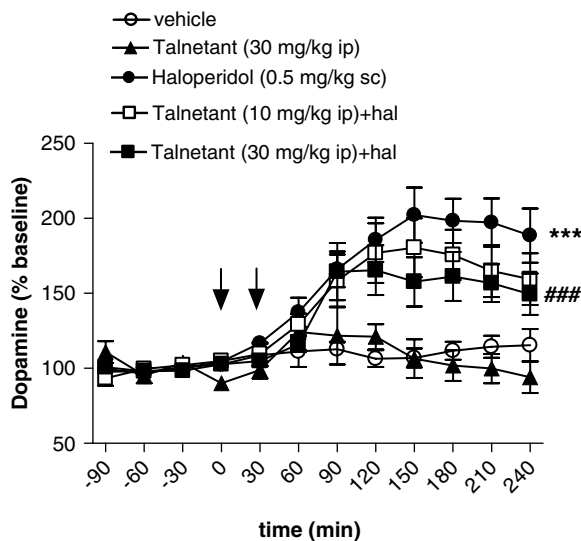 vehicle
Talnetant (30 mg/kg ip)
Haloperidol (0.5 mg/kg sc)
Talnetant (10 mg/kg ip)+hal
Talnetant (30 mg/kg ip)+hal
250
200
150
100
50
Dopamine (% baseline)
***
###
-90 -60 -30 0 30 60 90 120 150 180 210 240
time (min)